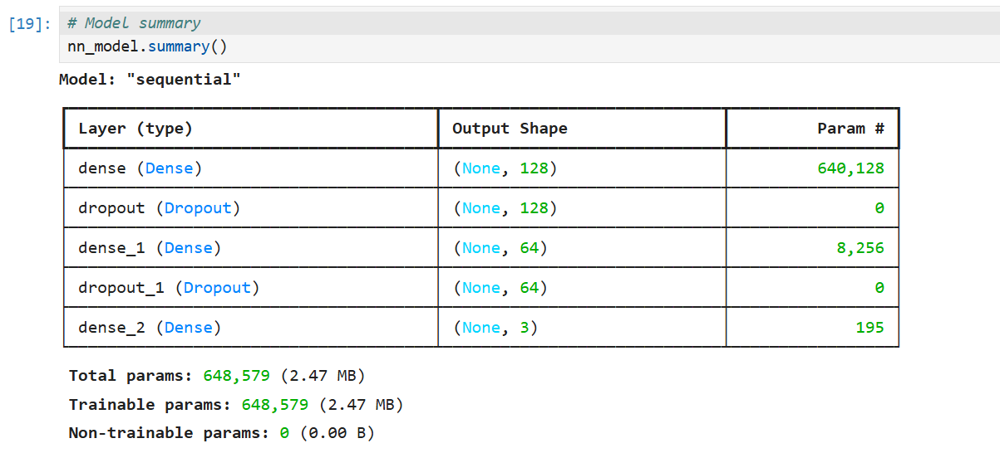 [19]: # Model summary
nn_model.summary()
Model: "sequential"
Layer (type) Output Shape Param #
dense (Dense) (None, 128) 640,128
dropout (Dropout) (None, 128) 0
dense_1 (Dense) (None, 64) 8,256
dropout_1 (Dropout) (None, 64) 0
dense_2 (Dense) (None, 3) 195
Total params: 648,579 (2.47 MB)
Trainable params: 648,579 (2.47 MB)
Non-trainable params: 0 (0.00 B)